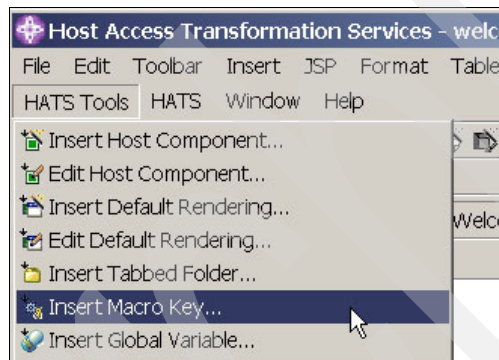 Host Access Transformation Services - welc
File Edit Toolbar Insert JSP Format Table
HATS Tools HATS Window Help
Insert Host Component...
Edit Host Component...
Insert Default Rendering...
Welc
Edit Default Rendering...
Insert Tabbed Folder...
Insert Macro Key...
Insert Global Variable...